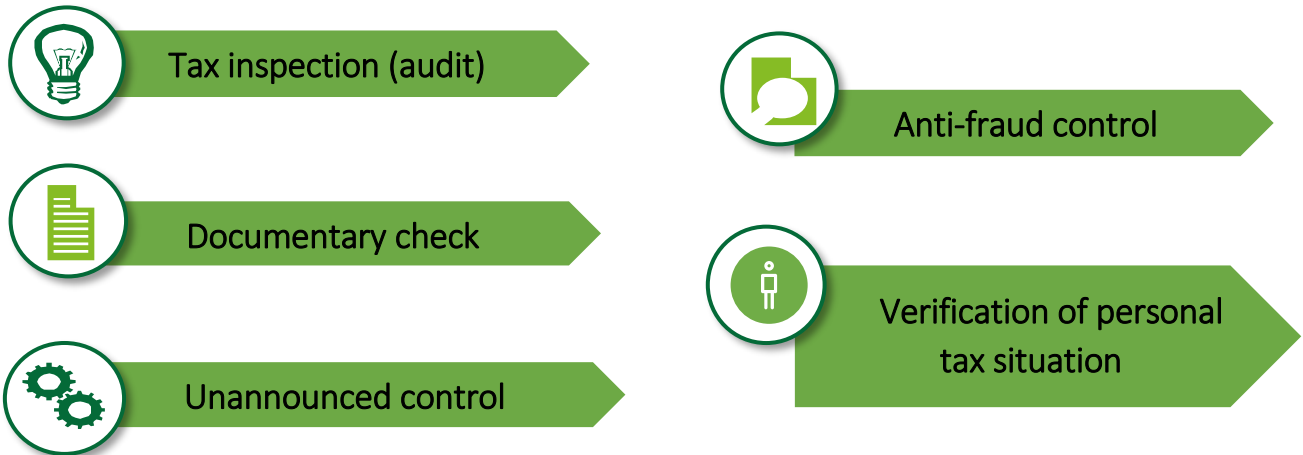 Tax inspection (audit)
Documentary check
Unannounced control
Anti-fraud control
Verification of personal
tax situation